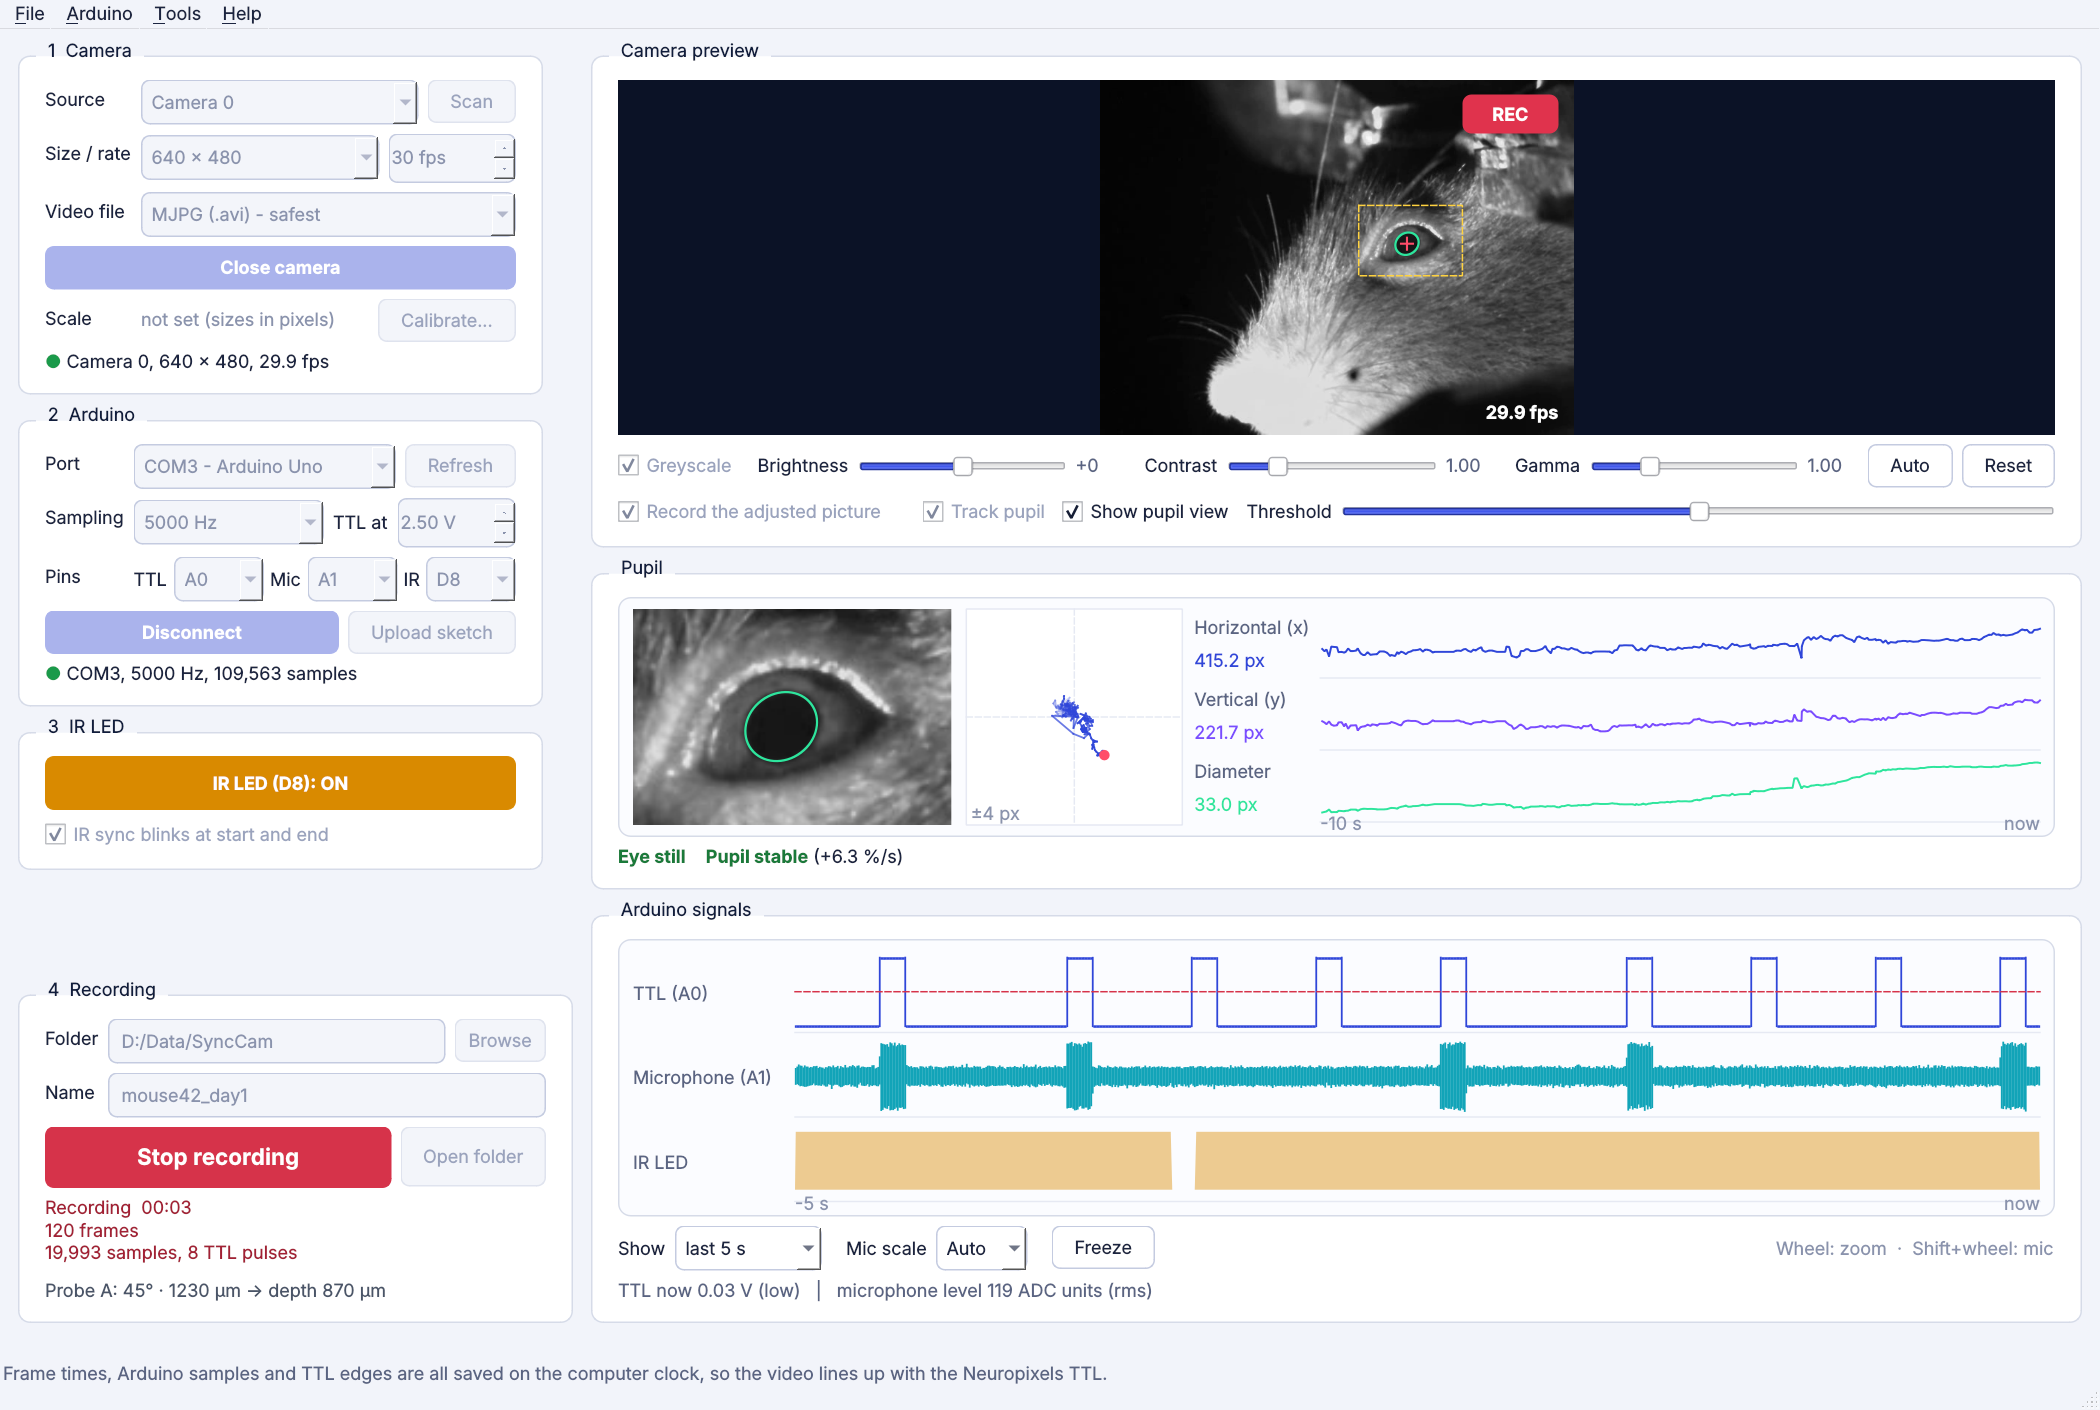 File Arduino Tools Help
1 Camera
Source Camera 0 Scan
Size / rate 640 × 480 30 fps
Video file MJPG (.avi) - safest
Close camera
Scale not set (sizes in pixels) Calibrate...
Camera 0, 640 × 480, 29.9 fps
2 Arduino
Port COM3 - Arduino Uno Refresh
Sampling 5000 Hz TTL at 2.50 V
Pins TTL A0 Mic A1 IR D8
Disconnect Upload sketch
COM3, 5000 Hz, 109,563 samples
3 IR LED
IR LED (D8): ON
IR sync blinks at start and end
4 Recording
Folder D:/Data/SyncCam Browse
Name mouse42_day1
Stop recording Open folder
Recording 00:03
120 frames
19,993 samples, 8 TTL pulses
Probe A: 45° · 1230 µm → depth 870 µm
Camera preview
REC
29.9 fps
Greyscale Brightness +0 Contrast 1.00 Gamma 1.00 Auto Reset
Record the adjusted picture Track pupil Show pupil view Threshold
Pupil
±4 px
Horizontal (x)
415.2 px
Vertical (y)
221.7 px
Diameter
33.0 px
-10 s now
Eye still Pupil stable (+6.3 %/s)
Arduino signals
TTL (A0)
Microphone (A1)
IR LED
-5 s now
Show last 5 s Mic scale Auto Freeze Wheel: zoom · Shift+wheel: mic
TTL now 0.03 V (low) | microphone level 119 ADC units (rms)
Frame times, Arduino samples and TTL edges are all saved on the computer clock, so the video lines up with the Neuropixels TTL.